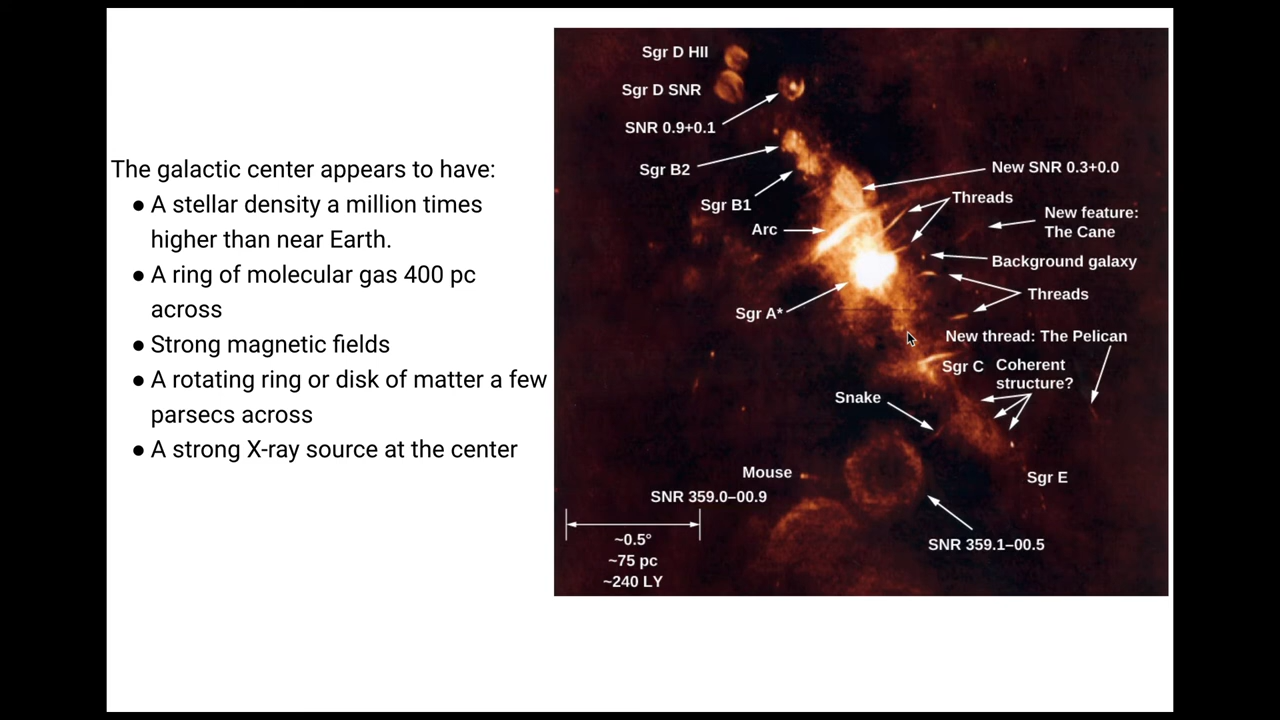 The galactic center appears to have:
● A stellar density a million times
higher than near Earth.
● A ring of molecular gas 400 pc
across
● Strong magnetic fields
● A rotating ring or disk of matter a few
parsecs across
● A strong X-ray source at the center
Sgr D HII
Sgr D SNR
SNR 0.9+0.1
Sgr B2
Sgr B1
Arc
Sgr A*
New SNR 0.3+0.0
Threads
New feature:
The Cane
Background galaxy
Threads
New thread: The Pelican
Sgr C
Coherent
structure?
Snake
Mouse
Sgr E
SNR 359.0–00.9
SNR 359.1–00.5
~0.5°
~75 pc
~240 LY